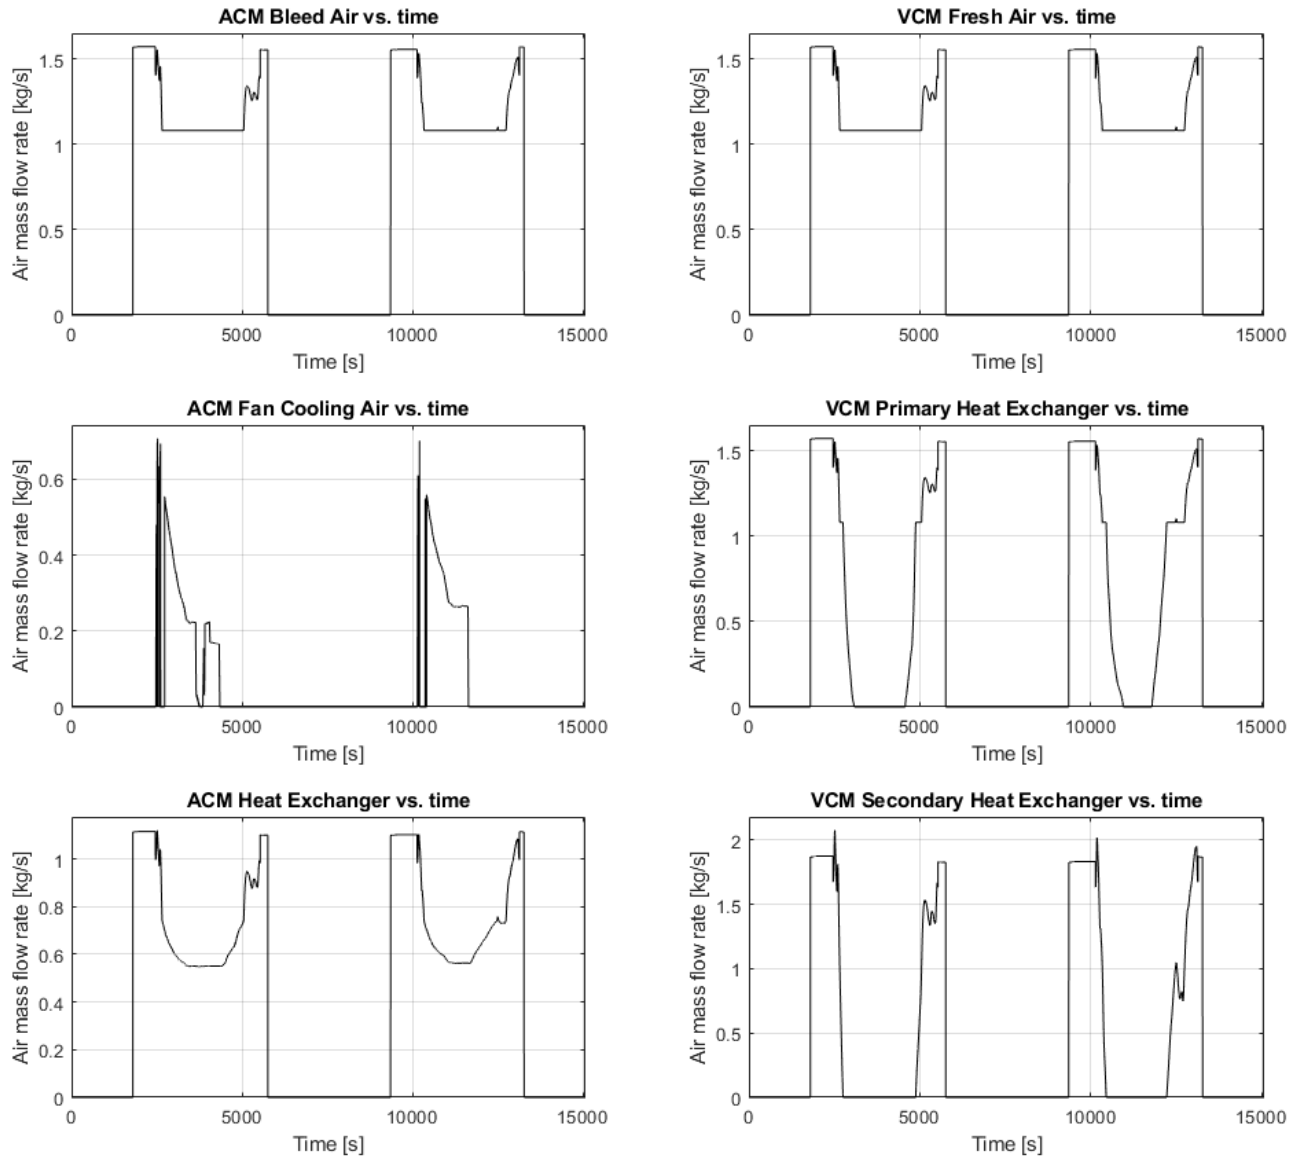 ACM Bleed Air vs. time
Air mass flow rate [kg/s]
1.5
1
0.5
0
0 5000 10000 15000
Time [s]
VCM Fresh Air vs. time
Air mass flow rate [kg/s]
1.5
1
0.5
0
0 5000 10000 15000
Time [s]
ACM Fan Cooling Air vs. time
Air mass flow rate [kg/s]
0.6
0.4
0.2
0
0 5000 10000 15000
Time [s]
VCM Primary Heat Exchanger vs. time
Air mass flow rate [kg/s]
1.5
1
0.5
0
0 5000 10000 15000
Time [s]
ACM Heat Exchanger vs. time
Air mass flow rate [kg/s]
1
0.8
0.6
0.4
0.2
0
0 5000 10000 15000
Time [s]
VCM Secondary Heat Exchanger vs. time
Air mass flow rate [kg/s]
2
1.5
1
0.5
0
0 5000 10000 15000
Time [s]